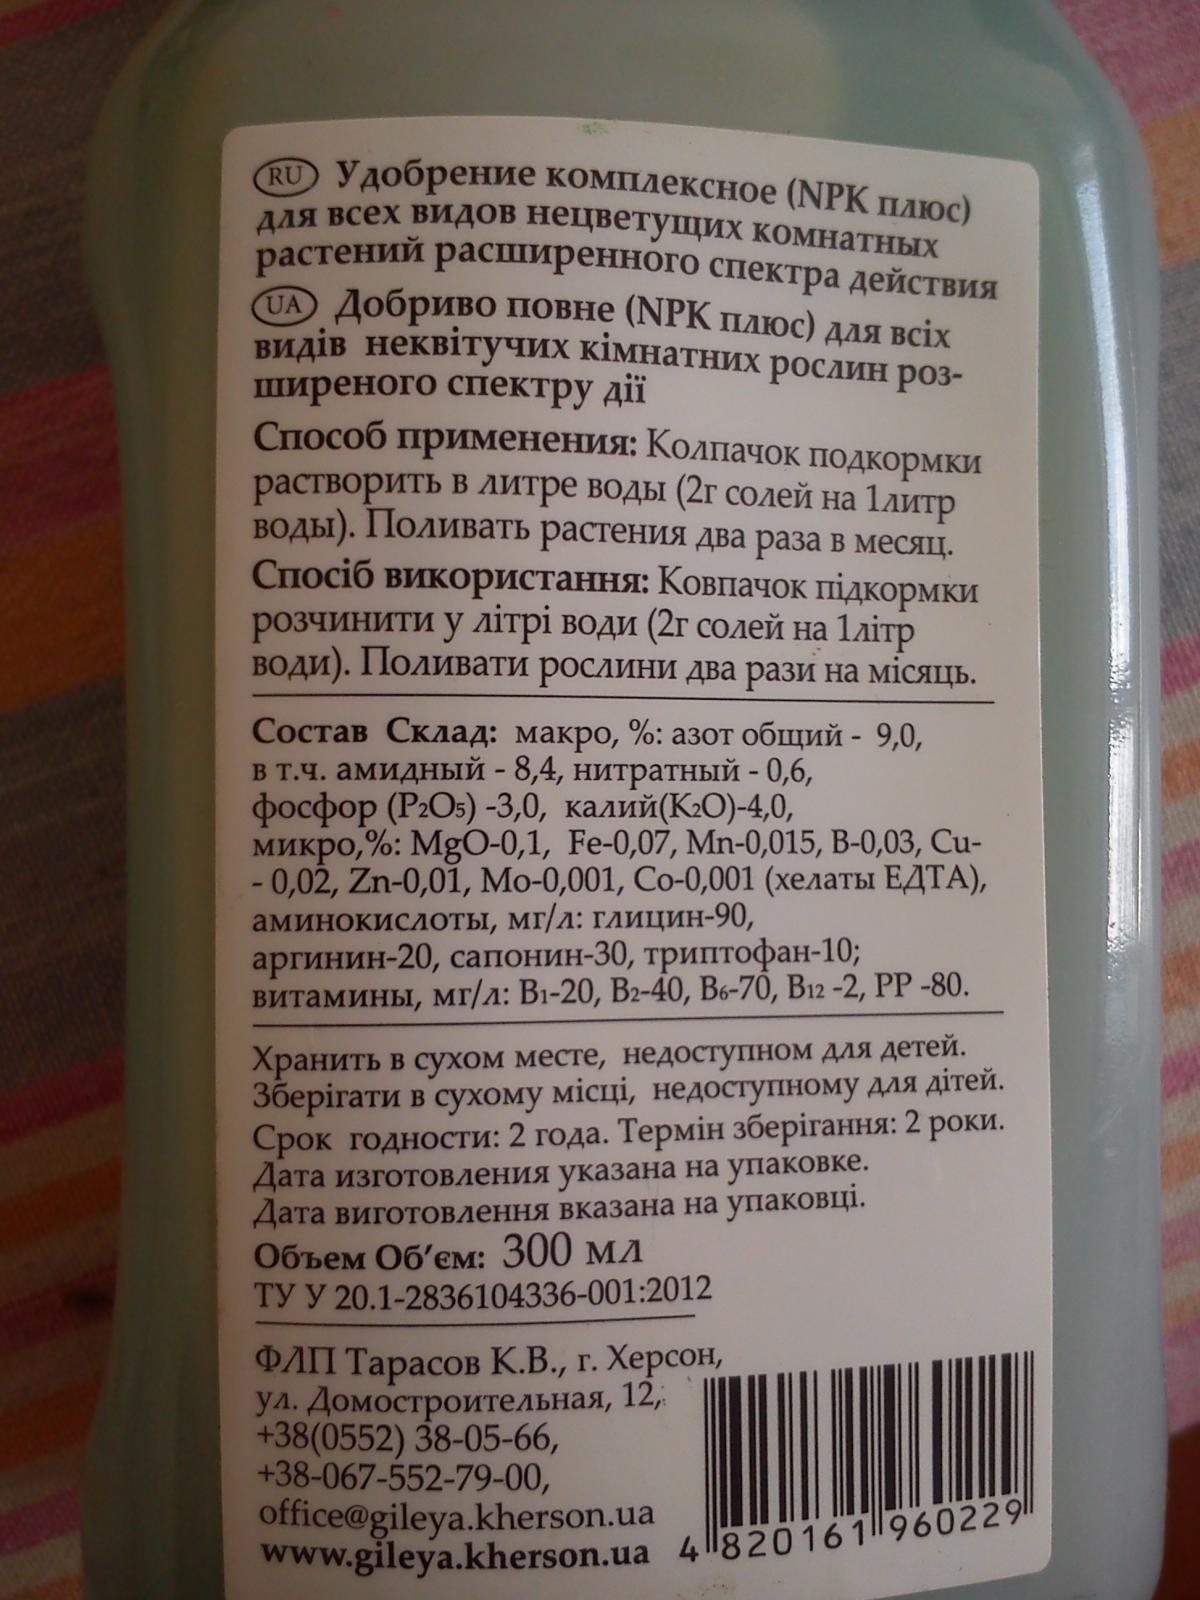 RU Удобрение комплексное (NPK плюс)
для всех видов нецветущих комнатных
растений расширенного спектра действия
UA Добриво повне (NPK плюс) для всіх
видів неквітучих кімнатних рослин роз-
ширеного спектру дії
Способ применения: Колпачок подкормки
растворить в литре воды (2г солей на 1литр
воды). Поливать растения два раза в месяц.
Спосіб використання: Ковпачок підкормки
розчинити у літрі води (2г солей на 1літр
води). Поливати рослини два рази на місяць.
Состав Склад: макро, %: азот общий - 9,0,
в т.ч. амидный - 8,4, нитратный - 0,6,
фосфор (P₂O₅) -3,0, калий(K₂O)-4,0,
микро,%: MgO-0,1, Fe-0,07, Mn-0,015, B-0,03, Cu-
- 0,02, Zn-0,01, Mo-0,001, Co-0,001 (хелаты ЕДТА),
аминокислоты, мг/л: глицин-90,
аргинин-20, сапонин-30, триптофан-10;
витамины, мг/л: B₁-20, B₂-40, B₆-70, B₁₂ -2, PP -80.
Хранить в сухом месте, недоступном для детей.
Зберігати в сухому місці, недоступному для дітей.
Срок годности: 2 года. Термін зберігання: 2 роки.
Дата изготовления указана на упаковке.
Дата виготовлення вказана на упаковці.
Объем Об'єм: 300 мл
ТУ У 20.1-2836104336-001:2012
ФЛП Тарасов К.В., г. Херсон,
ул. Домостроительная, 12,
+38(0552) 38-05-66,
+38-067-552-79-00,
office@gileya.kherson.ua
www.gileya.kherson.ua
4 820161 960229